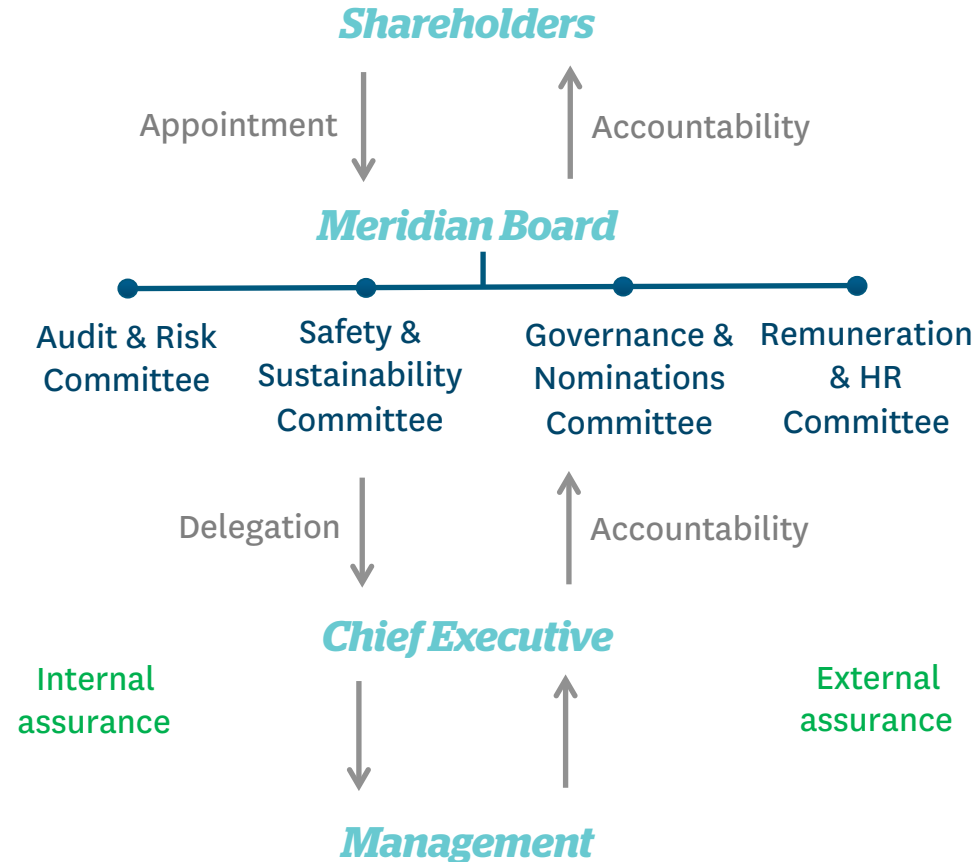 Shareholders
Appointment
Accountability
Meridian Board
Audit & Risk
Committee
Safety &
Sustainability
Committee
Governance &
Nominations
Committee
Remuneration
& HR
Committee
Delegation
Accountability
Chief Executive
Internal
assurance
External
assurance
Management